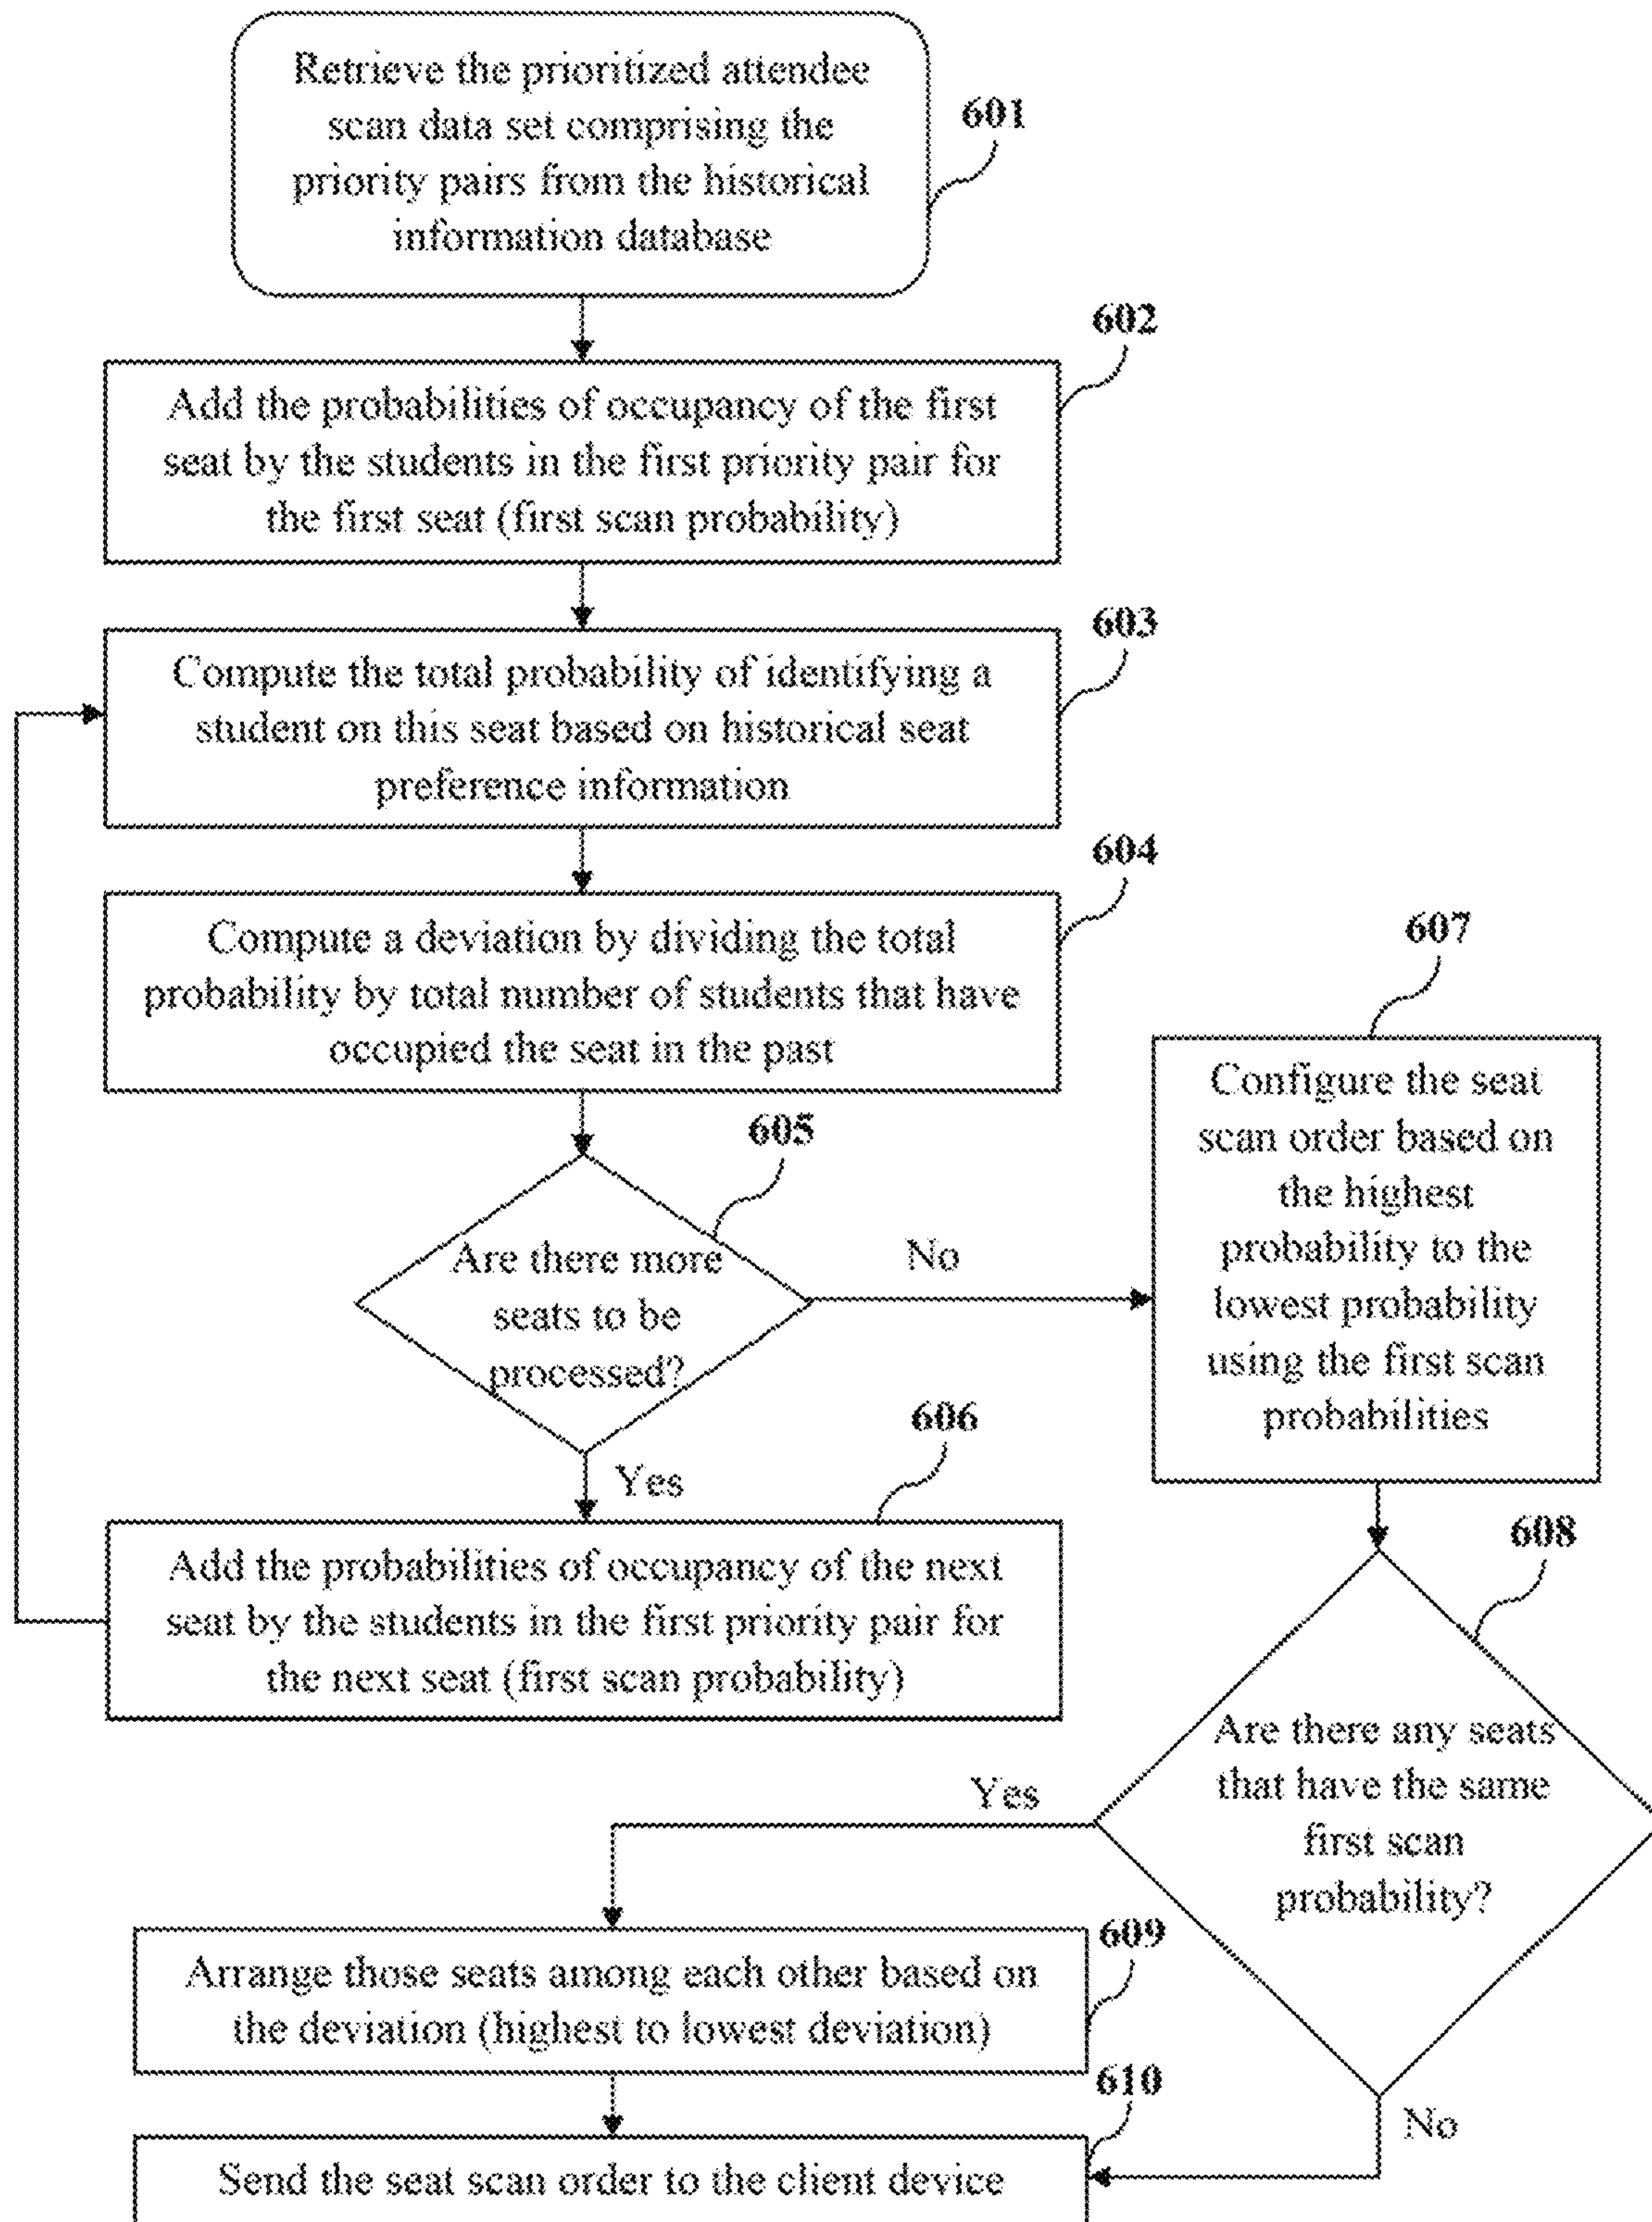 Retrieve the prioritized attendee
scan data set comprising the
priority pairs from the historical
information database
601
602
Add the probabilities of occupancy of the first
seat by the students in the first priority pair for
the first seat (first scan probability)
603
Compute the total probability of identifying a
student on this seat based on historical seat
preference information
604
Compute a deviation by dividing the total
probability by total number of students that have
occupied the seat in the past
605
Are there more
seats to be
processed?
No
Yes
606
Add the probabilities of occupancy of the next
seat by the students in the first priority pair for
the next seat (first scan probability)
607
Configure the seat
scan order based on
the highest
probability to the
lowest probability
using the first scan
probabilities
608
Are there any seats
that have the same
first scan
probability?
Yes
No
609
Arrange those seats among each other based on
the deviation (highest to lowest deviation)
610
Send the seat scan order to the client device